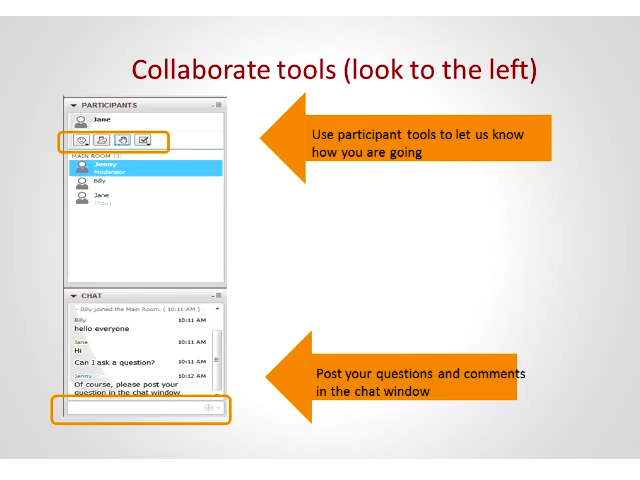 Collaborate tools (look to the left)
PARTICIPANTS
Jane
MAIN ROOM (3)
Jenny
Moderator
Billy
Jane
(You)
Use participant tools to let us know
how you are going
CHAT
Billy joined the Main Room. ( 10:11 AM )
Billy 10:11 AM
hello everyone
Jane 10:11 AM
Hi
Can I ask a question? 10:11 AM
Jenny 10:12 AM
Of course, please post your
question in the chat window
Post your questions and comments
in the chat window